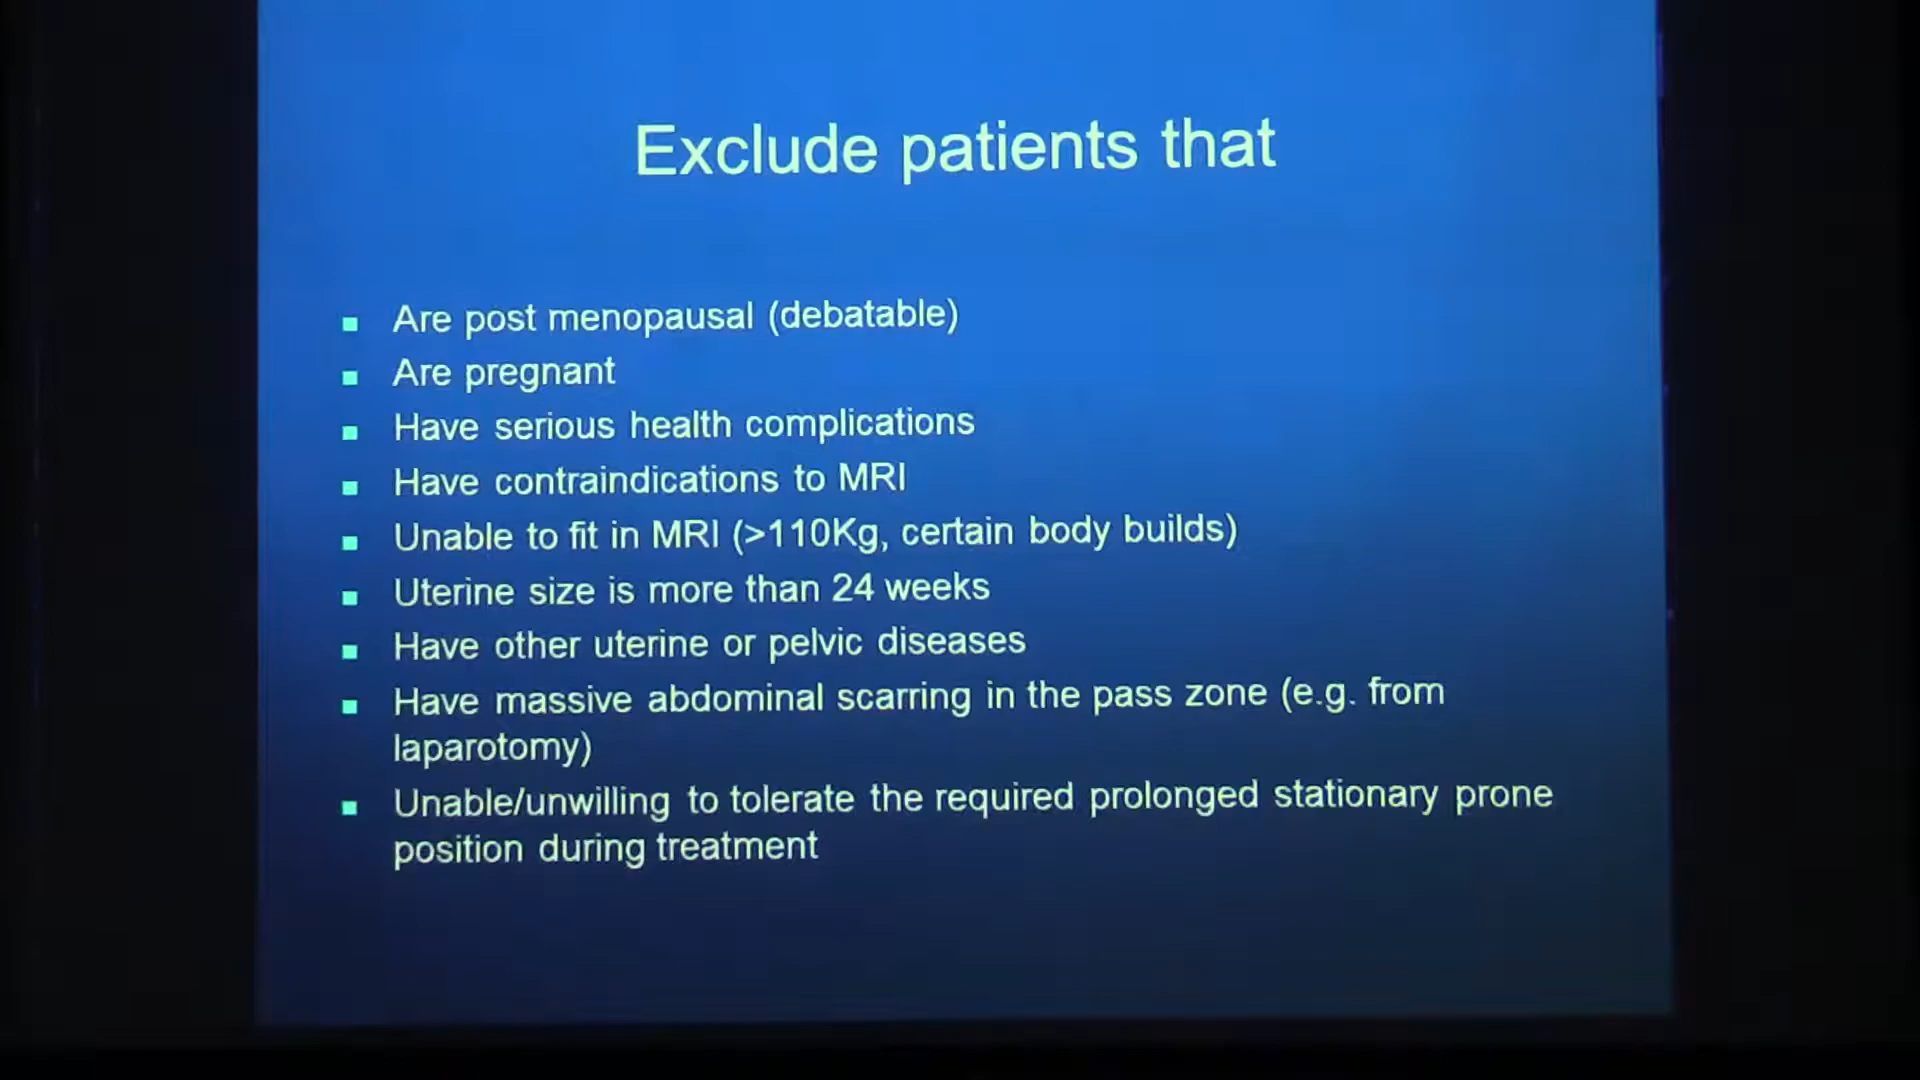 Exclude patients that
Are post menopausal (debatable)
Are pregnant
Have serious health complications
Have contraindications to MRI
Unable to fit in MRI (>110Kg, certain body builds)
Uterine size is more than 24 weeks
Have other uterine or pelvic diseases
Have massive abdominal scarring in the pass zone (e.g. from
laparotomy)
Unable/unwilling to tolerate the required prolonged stationary prone
position during treatment